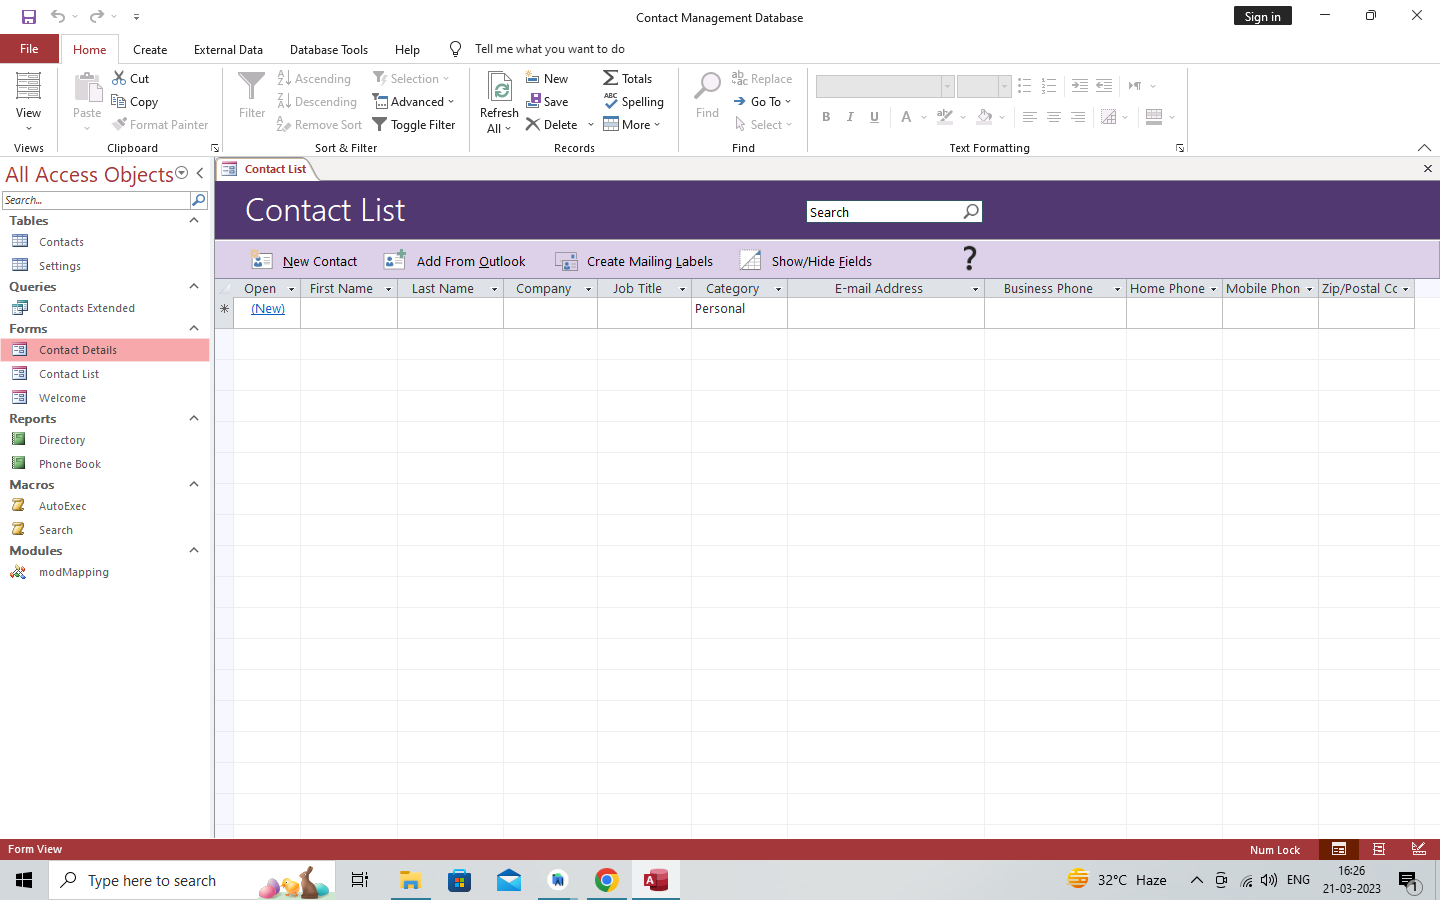 Contact Management Database
Sign in
File Home Create External Data Database Tools Help Tell me what you want to do
View
Views
Paste
Cut
Copy
Format Painter
Clipboard
Filter
Ascending
Descending
Remove Sort
Selection
Advanced
Toggle Filter
Sort & Filter
Refresh
All
New
Save
Delete
Totals
Spelling
More
Records
Find
Replace
Go To
Select
Find
B I U A
Text Formatting
All Access Objects
Search...
Tables
Contacts
Settings
Queries
Contacts Extended
Forms
Contact Details
Contact List
Welcome
Reports
Directory
Phone Book
Macros
AutoExec
Search
Modules
modMapping
Contact List
Contact List
Search
New Contact Add From Outlook Create Mailing Labels Show/Hide Fields ?
Open First Name Last Name Company Job Title Category E-mail Address Business Phone Home Phone Mobile Phon Zip/Postal Cc
(New) Personal
Form View
Num Lock
Type here to search
32°C Haze
ENG
16:26
21-03-2023
1